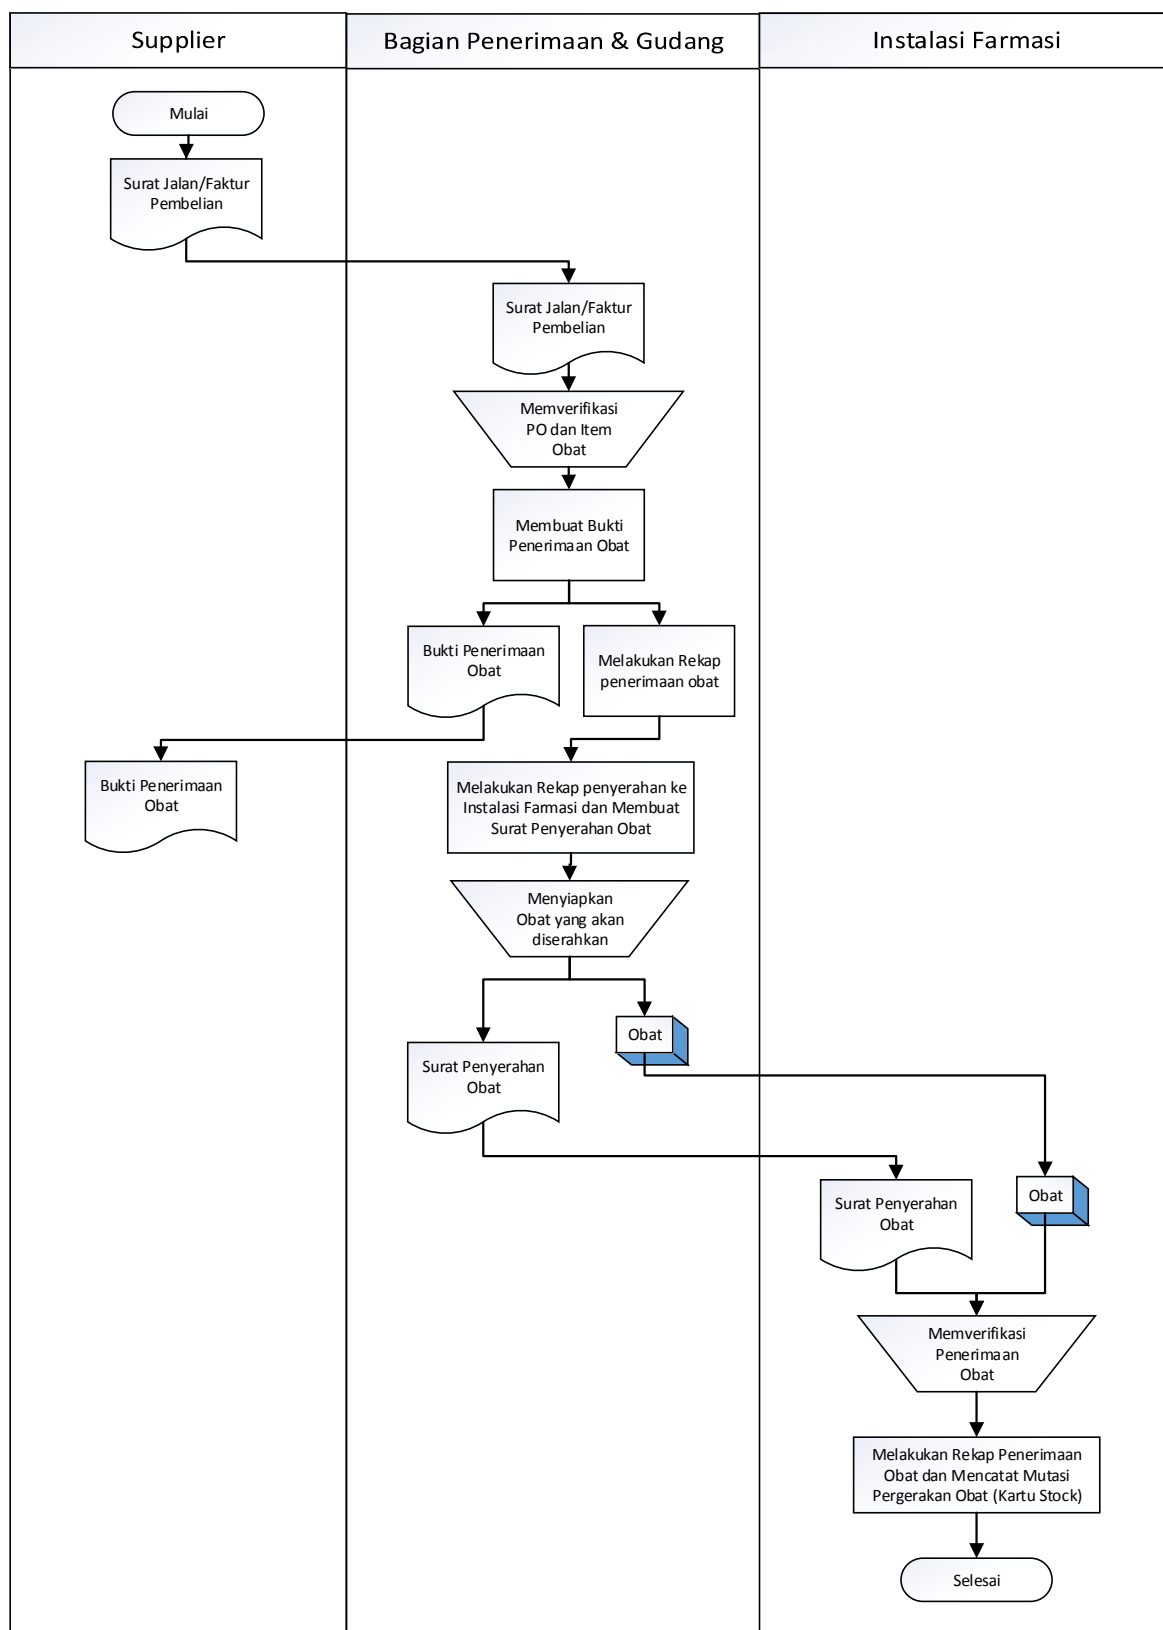 Supplier
Bagian Penerimaan & Gudang
Instalasi Farmasi
Mulai
Surat Jalan/Faktur
Pembelian
Surat Jalan/Faktur
Pembelian
Memverifikasi
PO dan Item
Obat
Membuat Bukti
Penerimaan Obat
Bukti Penerimaan
Obat
Melakukan Rekap
penerimaan obat
Bukti Penerimaan
Obat
Melakukan Rekap penyerahan ke
Instalasi Farmasi dan Membuat
Surat Penyerahan Obat
Menyiapkan
Obat yang akan
diserahkan
Obat
Surat Penyerahan
Obat
Surat Penyerahan
Obat
Obat
Memverifikasi
Penerimaan
Obat
Melakukan Rekap Penerimaan
Obat dan Mencatat Mutasi
Pergerakan Obat (Kartu Stock)
Selesai